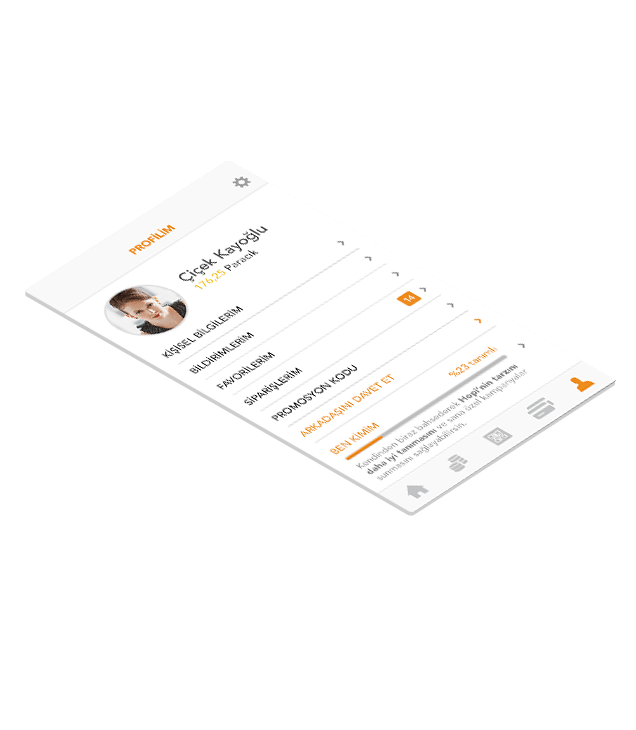 PROFİLİM
Çiçek Kayoğlu
176,25 Paracık
KİŞİSEL BİLGİLERİM
BİLDİRİMLERİM
FAVORİLERİM
14
SİPARİŞLERİM
PROMOSYON KODU
ARKADAŞINI DAVET ET
BEN KİMİM
%23 tanımlı
Kendinden biraz bahsederek Hopi'nin tarzını
daha iyi tanımasını ve sana özel kampanyalar
sunmasını sağlayabilirsin.